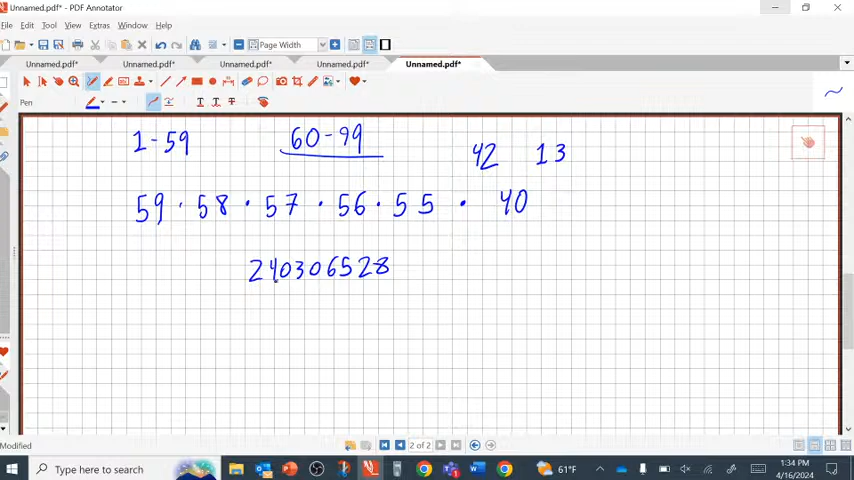 Unnamed.pdf* - PDF Annotator
File Edit Tool View Extras Window Help
Page Width
Unnamed.pdf* Unnamed.pdf* Unnamed.pdf* Unnamed.pdf* Unnamed.pdf*
Pen
1-59 60-99 42 13
59 · 58 · 57 · 56 · 55 · 40
240306528
Modified
2 of 2
Type here to search
61°F
1:34 PM
4/16/2024